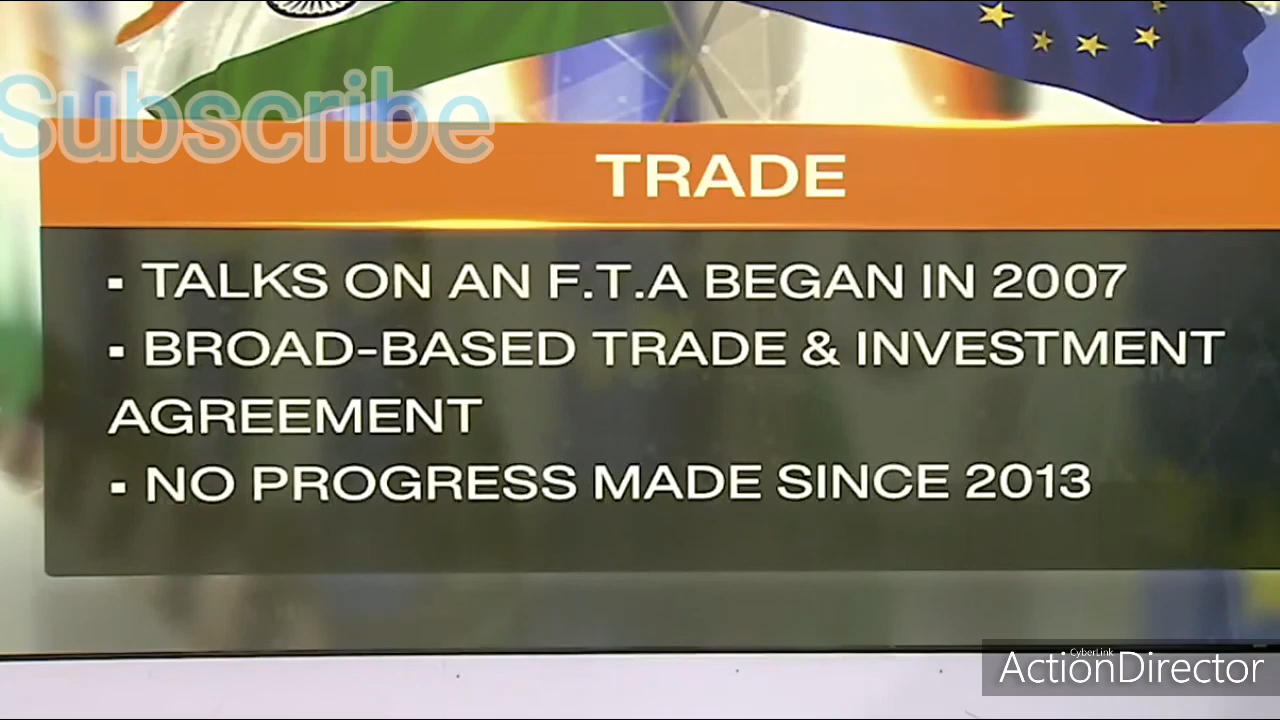 Subscribe
TRADE
▪ TALKS ON AN F.T.A BEGAN IN 2007
▪ BROAD-BASED TRADE & INVESTMENT
AGREEMENT
▪ NO PROGRESS MADE SINCE 2013
CyberLink
ActionDirector